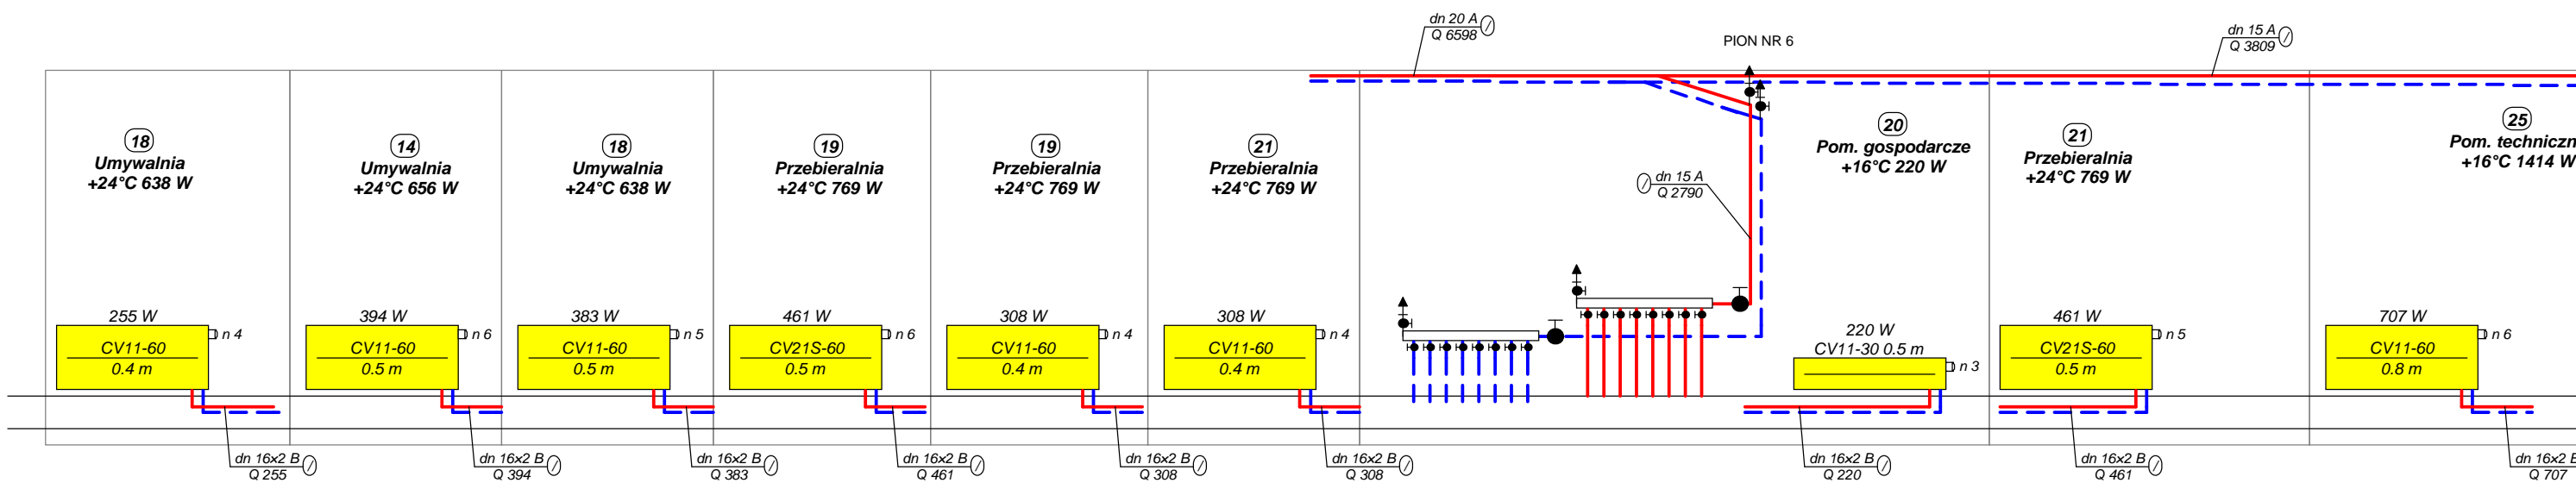 dn 20 A
Q 6598
PION NR 6
dn 15 A
Q 3809
18
Umywalnia
+24°C 638 W
14
Umywalnia
+24°C 656 W
18
Umywalnia
+24°C 638 W
19
Przebieralnia
+24°C 769 W
19
Przebieralnia
+24°C 769 W
21
Przebieralnia
+24°C 769 W
dn 15 A
Q 2790
20
Pom. gospodarcze
+16°C 220 W
21
Przebieralnia
+24°C 769 W
25
Pom. techniczn
+16°C 1414 W
255 W
CV11-60
0.4 m
n 4
394 W
CV11-60
0.5 m
n 6
383 W
CV11-60
0.5 m
n 5
461 W
CV21S-60
0.5 m
n 6
308 W
CV11-60
0.4 m
n 4
308 W
CV11-60
0.4 m
n 4
220 W
CV11-30 0.5 m
n 3
461 W
CV21S-60
0.5 m
n 5
707 W
CV11-60
0.8 m
n 6
dn 16x2 B
Q 255
dn 16x2 B
Q 394
dn 16x2 B
Q 383
dn 16x2 B
Q 461
dn 16x2 B
Q 308
dn 16x2 B
Q 308
dn 16x2 B
Q 220
dn 16x2 B
Q 461
dn 16x2 B
Q 707